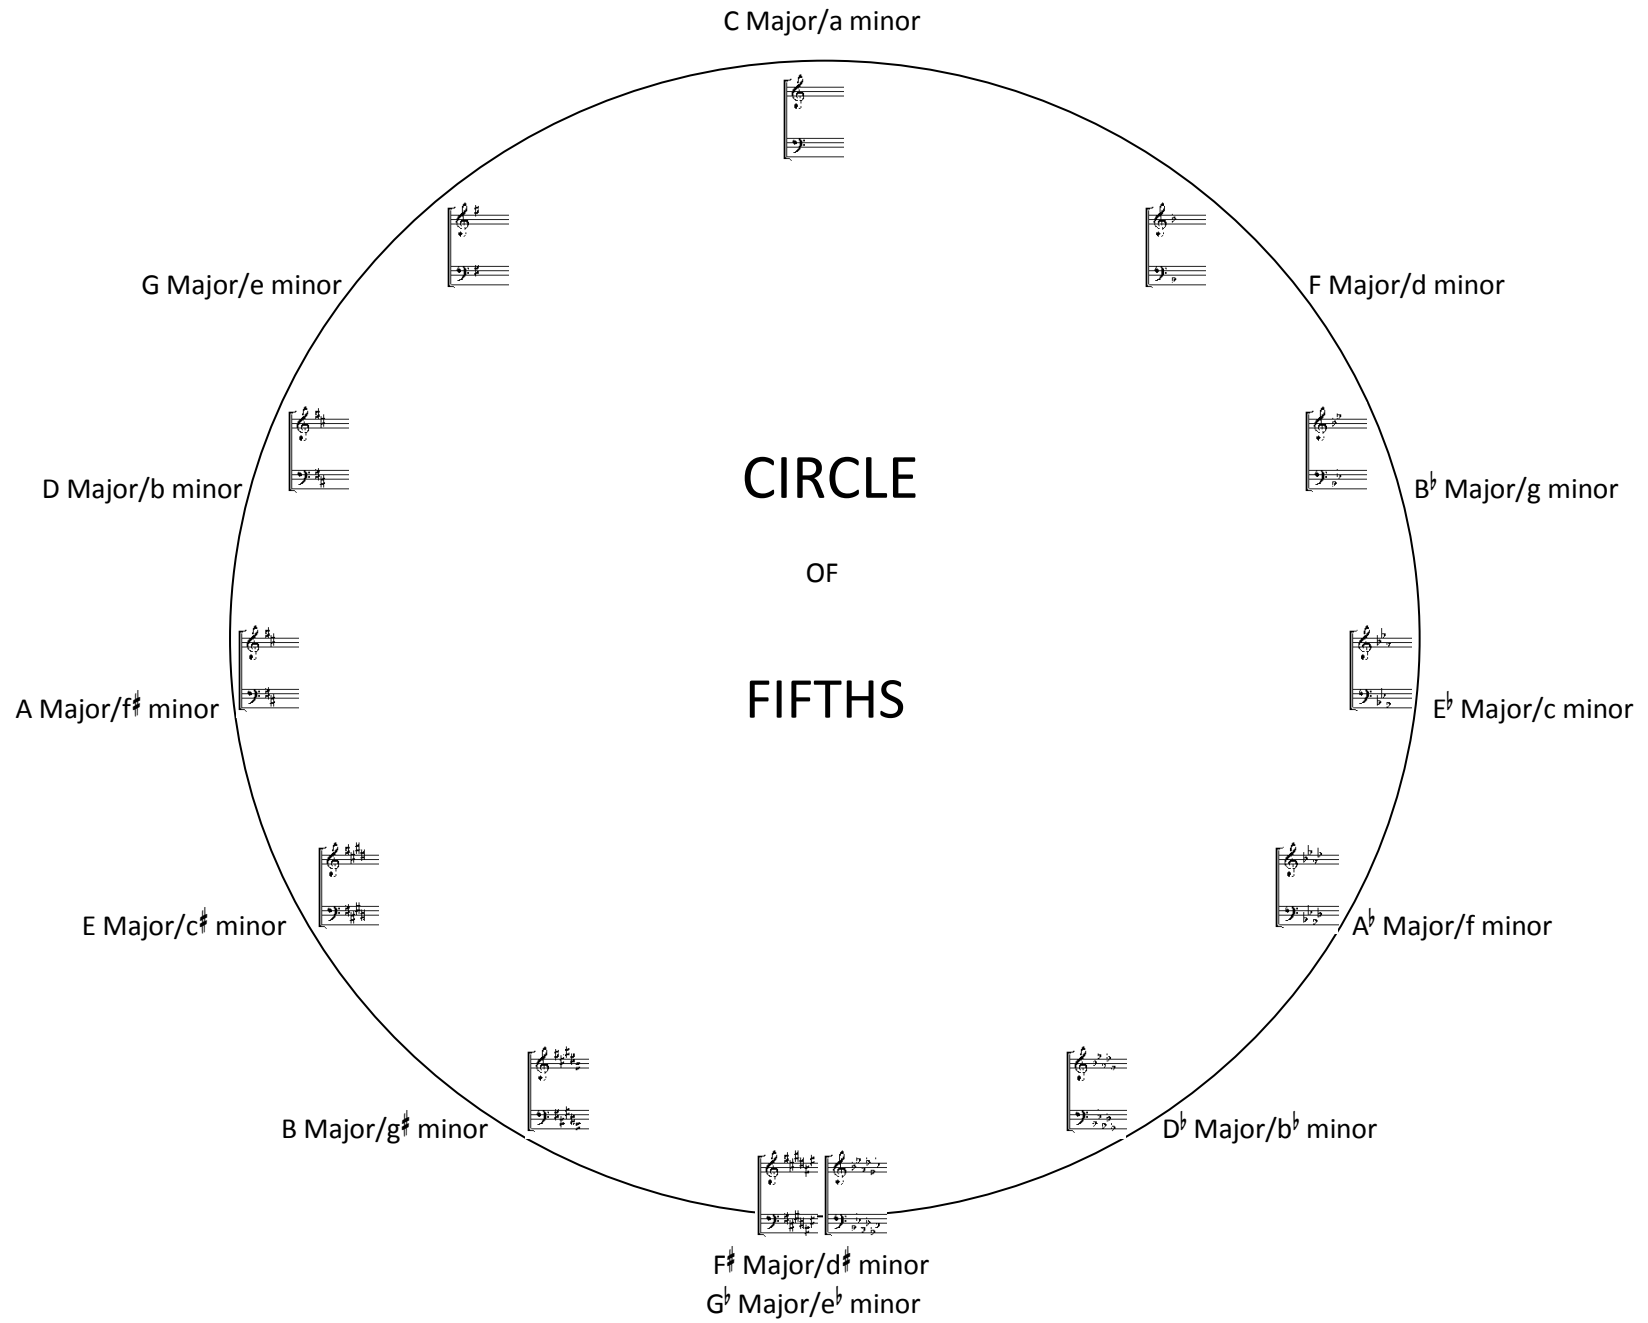 C Major/a minor
G Major/e minor
F Major/d minor
D Major/b minor
CIRCLE
B♭ Major/g minor
OF
A Major/f♯ minor
FIFTHS
E♭ Major/c minor
E Major/c♯ minor
A♭ Major/f minor
B Major/g♯ minor
D♭ Major/b♭ minor
F♯ Major/d♯ minor
G♭ Major/e♭ minor